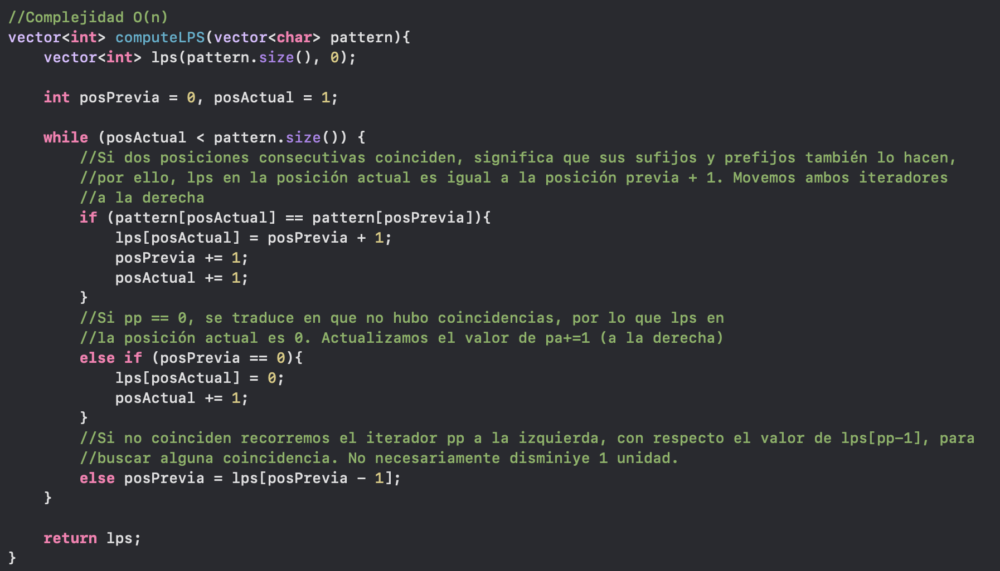 //Complejidad O(n)
vector<int> computeLPS(vector<char> pattern){
    vector<int> lps(pattern.size(), 0);

    int posPrevia = 0, posActual = 1;

    while (posActual < pattern.size()) {
        //Si dos posiciones consecutivas coinciden, significa que sus sufijos y prefijos también lo hacen,
        //por ello, lps en la posición actual es igual a la posición previa + 1. Movemos ambos iteradores
        //a la derecha
        if (pattern[posActual] == pattern[posPrevia]){
            lps[posActual] = posPrevia + 1;
            posPrevia += 1;
            posActual += 1;
        }
        //Si pp == 0, se traduce en que no hubo coincidencias, por lo que lps en
        //la posición actual es 0. Actualizamos el valor de pa+=1 (a la derecha)
        else if (posPrevia == 0){
            lps[posActual] = 0;
            posActual += 1;
        }
        //Si no coinciden recorremos el iterador pp a la izquierda, con respecto el valor de lps[pp-1], para
        //buscar alguna coincidencia. No necesariamente disminiye 1 unidad.
        else posPrevia = lps[posPrevia - 1];
    }

    return lps;
}